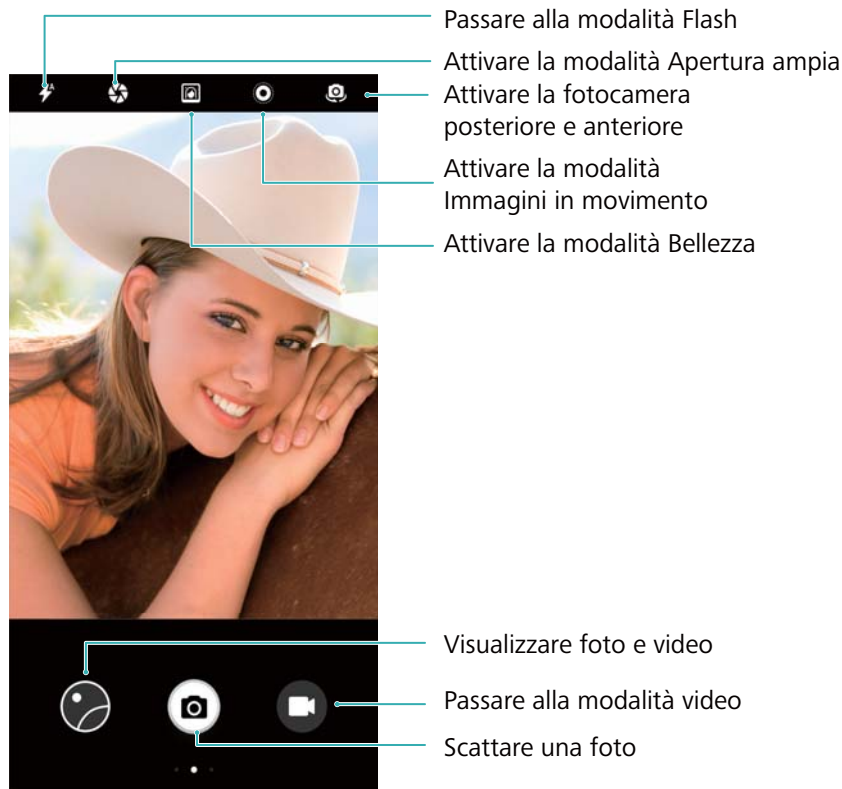 Passare alla modalità Flash
Attivare la modalità Apertura ampia
Attivare la fotocamera
posteriore e anteriore
Attivare la modalità
Immagini in movimento
Attivare la modalità Bellezza
Visualizzare foto e video
Passare alla modalità video
Scattare una foto